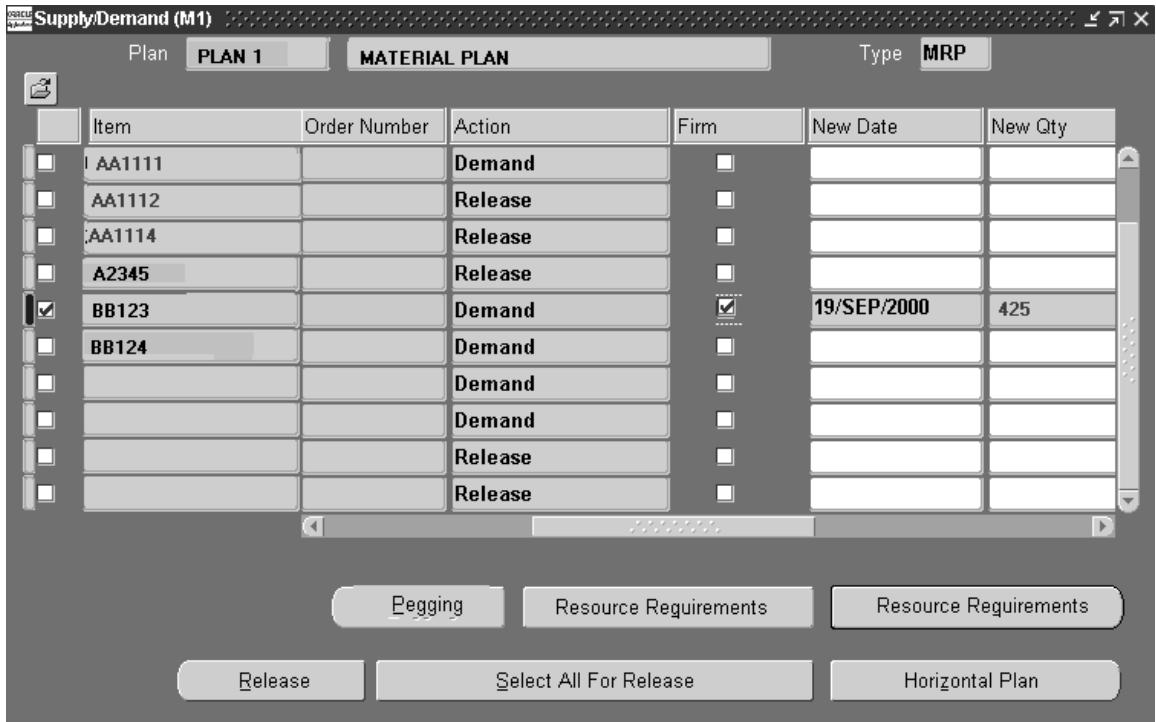 Supply/Demand (M1)
Plan PLAN 1 MATERIAL PLAN Type MRP
Item Order Number Action Firm New Date New Qty
AA1111 Demand
AA1112 Release
AA1114 Release
A2345 Release
BB123 Demand 19/SEP/2000 425
BB124 Demand
Demand
Demand
Release
Release
Pegging Resource Requirements Resource Requirements
Release Select All For Release Horizontal Plan